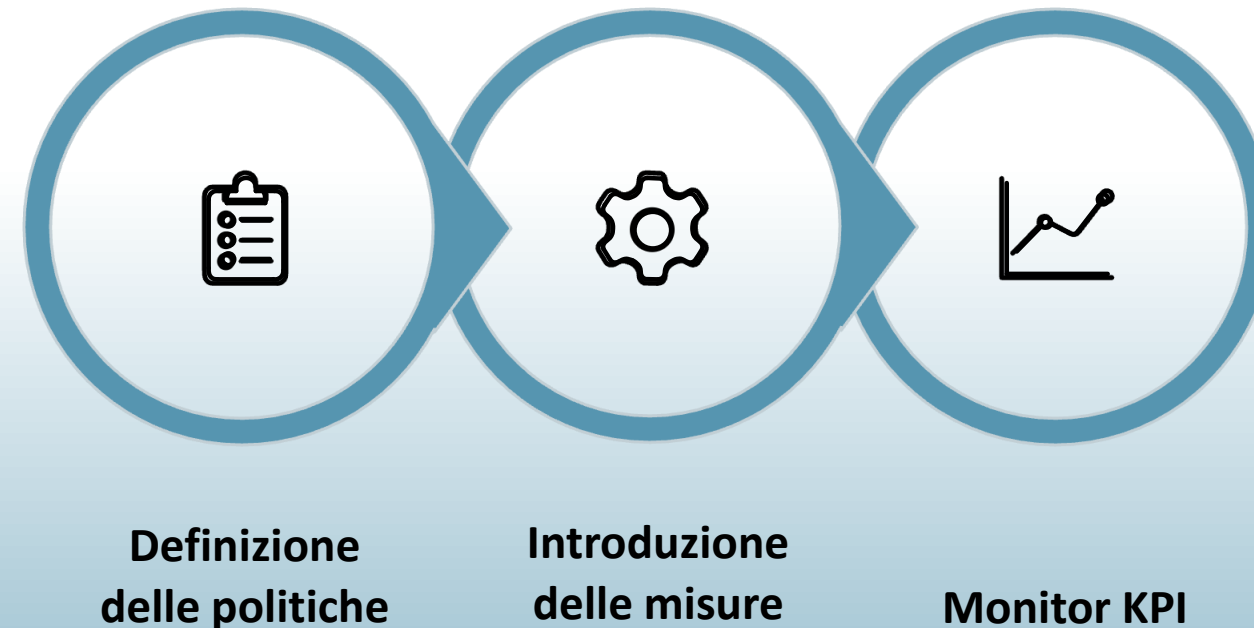 Definizione
delle politiche
Introduzione
delle misure
Monitor KPI